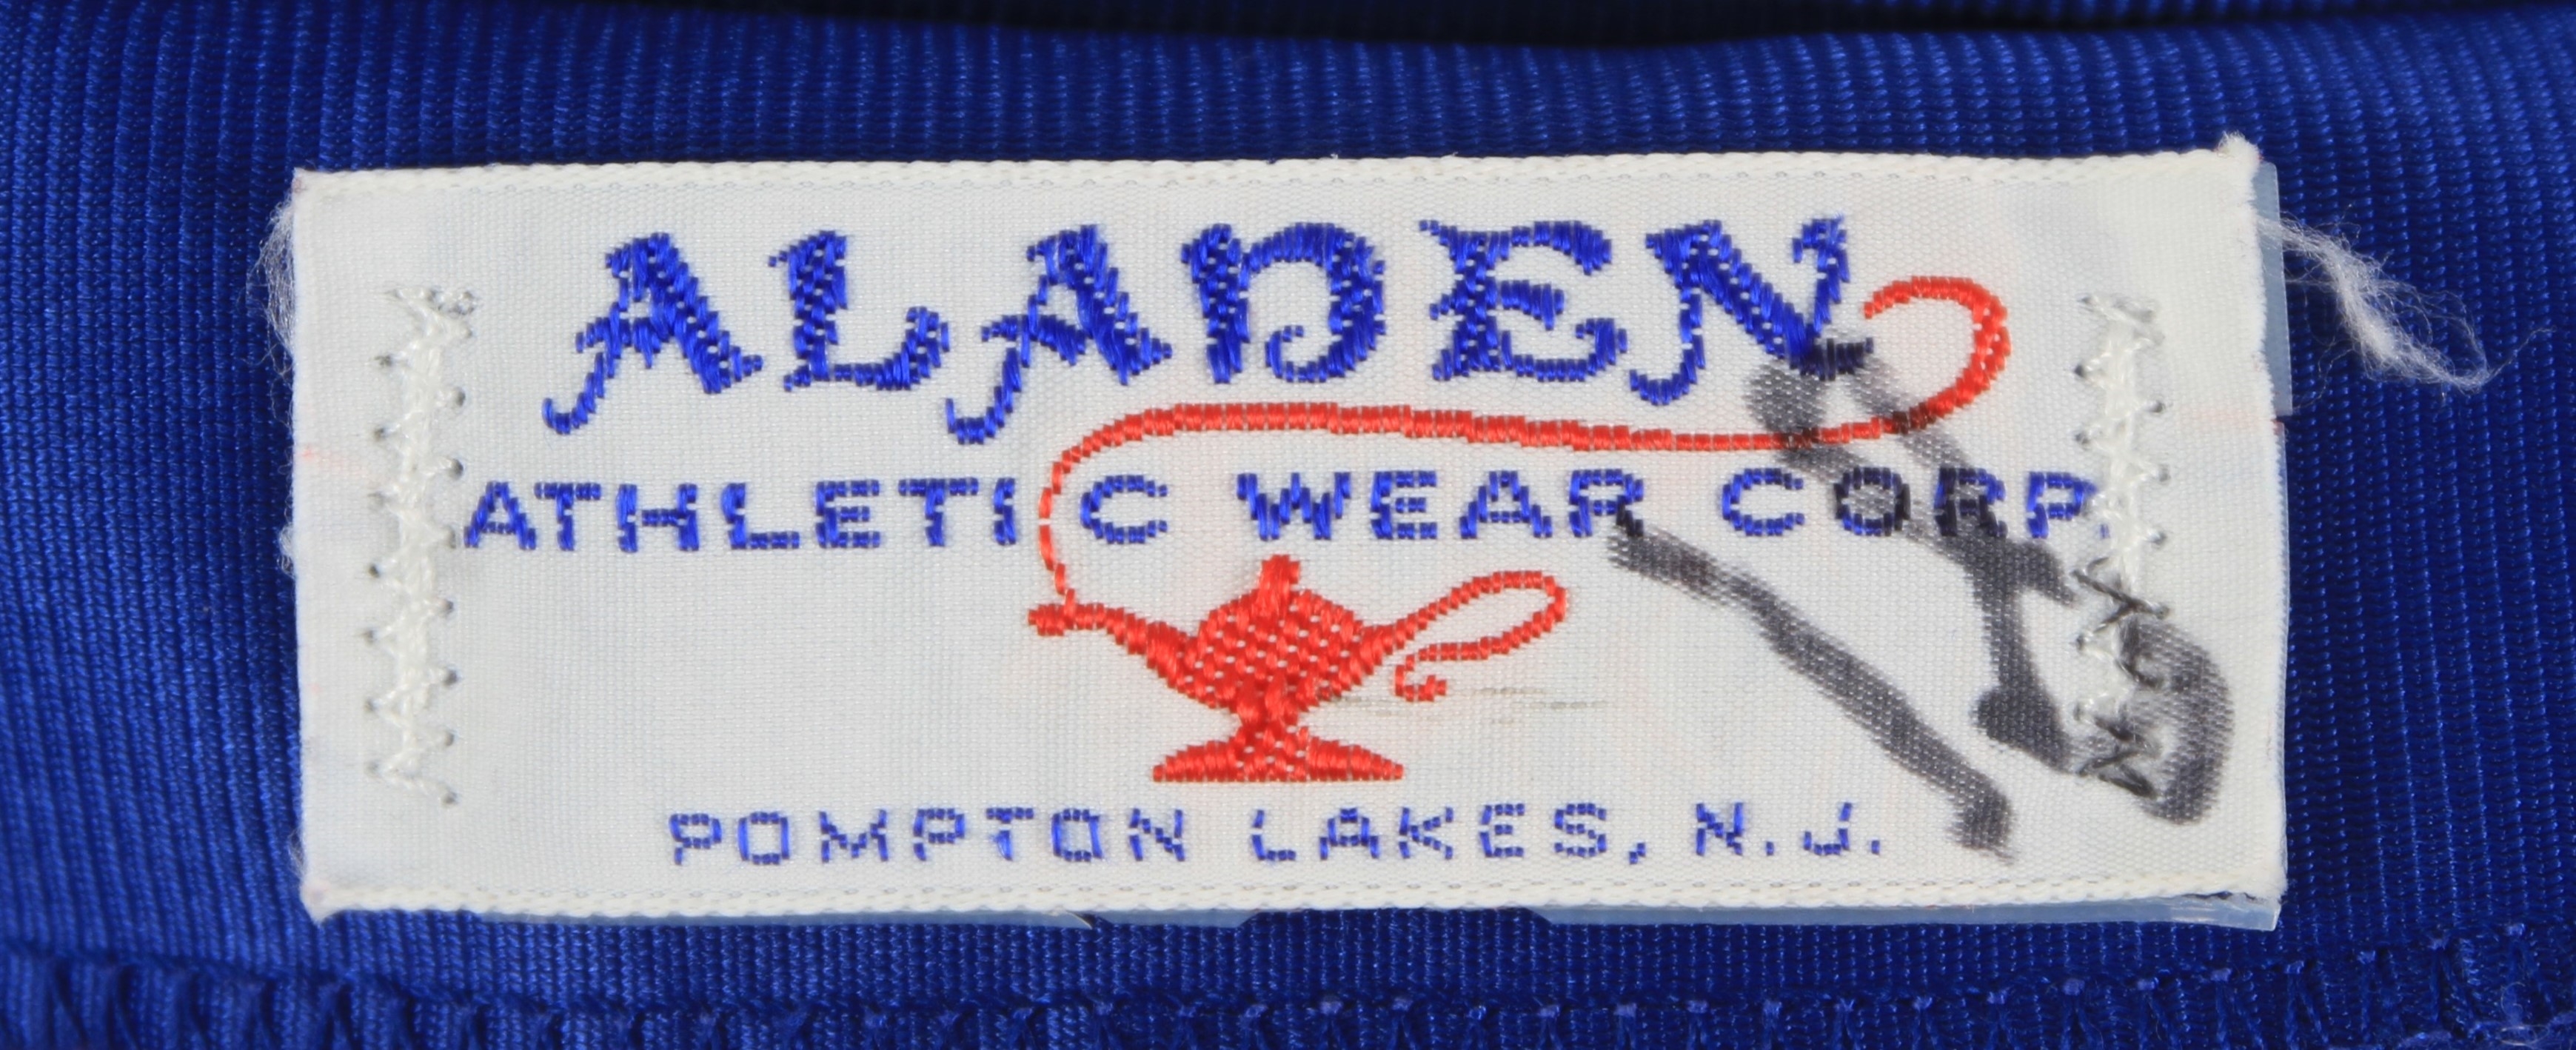 ALADEN
ATHLETIC WEAR CORP.
POMPTON LAKES, N.J.